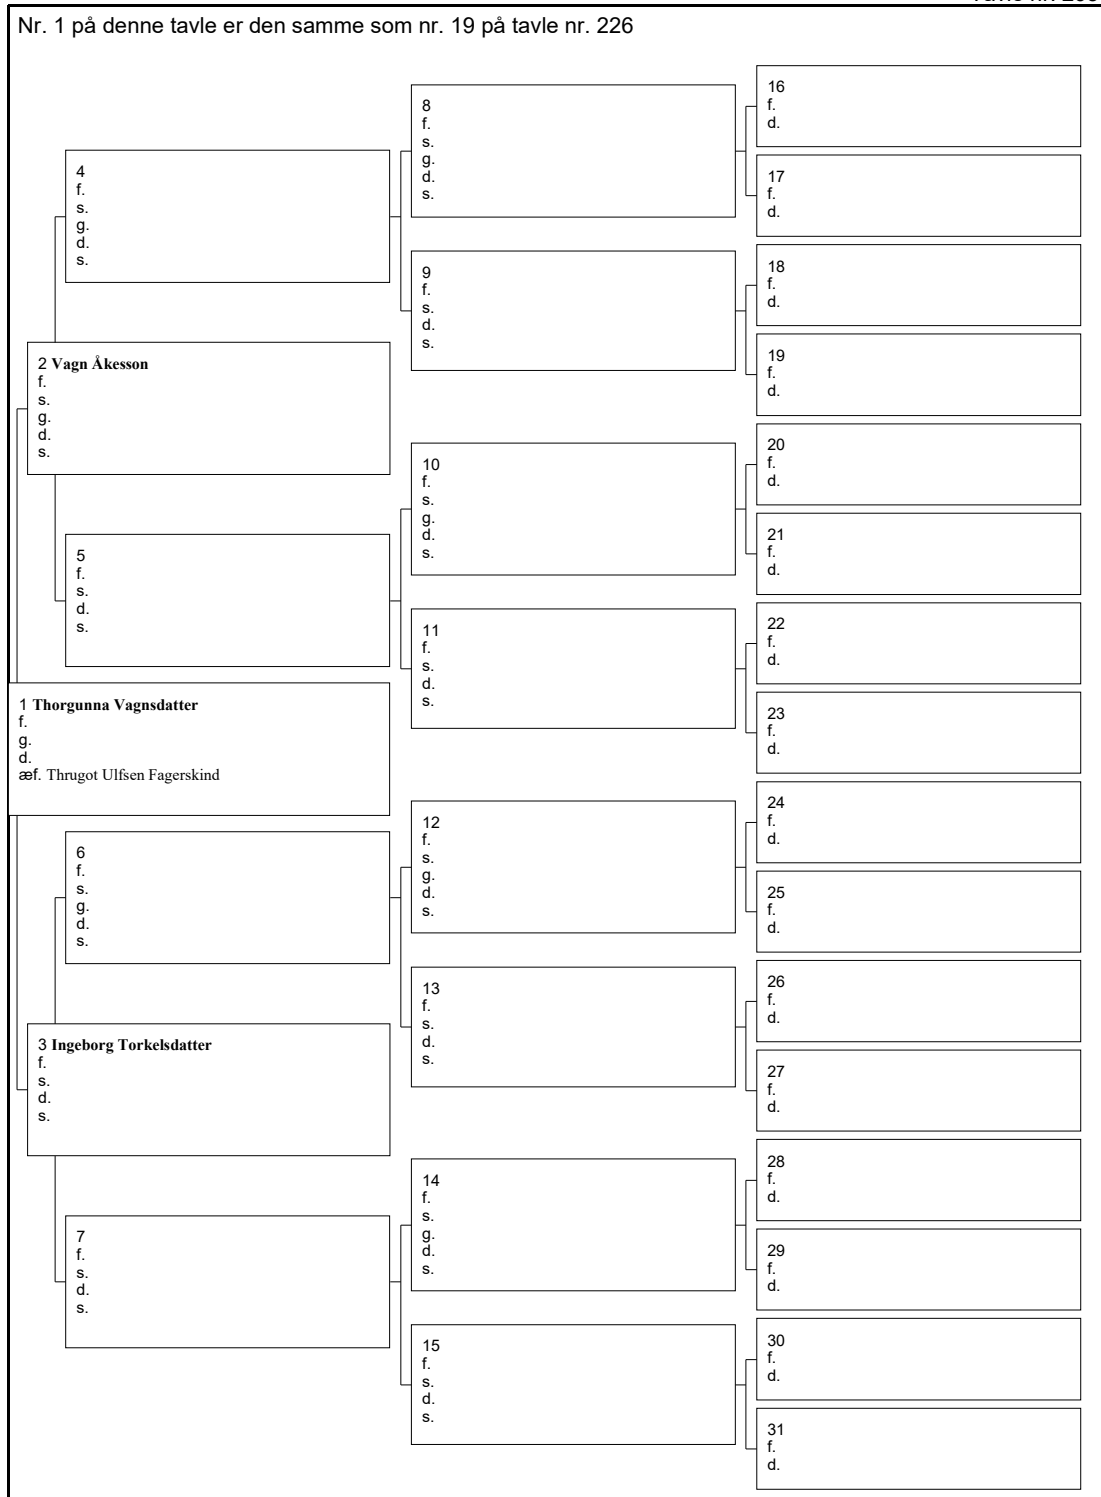 Nr. 1 på denne tavle er den samme som nr. 19 på tavle nr. 226
16
f.
d.
8
f.
s.
g.
d.
s.
17
f.
d.
4
f.
s.
g.
d.
s.
18
f.
d.
9
f.
s.
d.
s.
19
f.
d.
2 Vagn Åkesson
f.
s.
g.
d.
s.
20
f.
d.
10
f.
s.
g.
d.
s.
21
f.
d.
5
f.
s.
d.
s.
22
f.
d.
11
f.
s.
d.
s.
23
f.
d.
1 Thorgunna Vagnsdatter
f.
g.
d.
æf. Thrugot Ulfsen Fagerskind
24
f.
d.
12
f.
s.
g.
d.
s.
25
f.
d.
6
f.
s.
g.
d.
s.
26
f.
d.
13
f.
s.
d.
s.
27
f.
d.
3 Ingeborg Torkelsdatter
f.
s.
d.
s.
28
f.
d.
14
f.
s.
g.
d.
s.
29
f.
d.
7
f.
s.
d.
s.
30
f.
d.
15
f.
s.
d.
s.
31
f.
d.